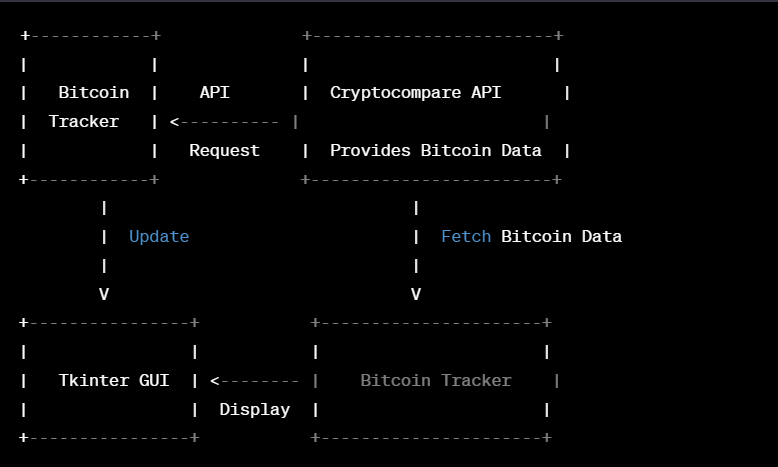 +------------+              +------------------------+
|            |              |                        |
|   Bitcoin  |    API       |  Cryptocompare API      |
|  Tracker   | <---------- |                        |
|            |   Request    |  Provides Bitcoin Data  |
+------------+              +------------------------+
        |                              |
        |  Update                      |  Fetch Bitcoin Data
        |                              |
        V                              V
+----------------+           +----------------------+
|                |           |                      |
|   Tkinter GUI  | <-------- |    Bitcoin Tracker    |
|                |  Display  |                      |
+----------------+           +----------------------+